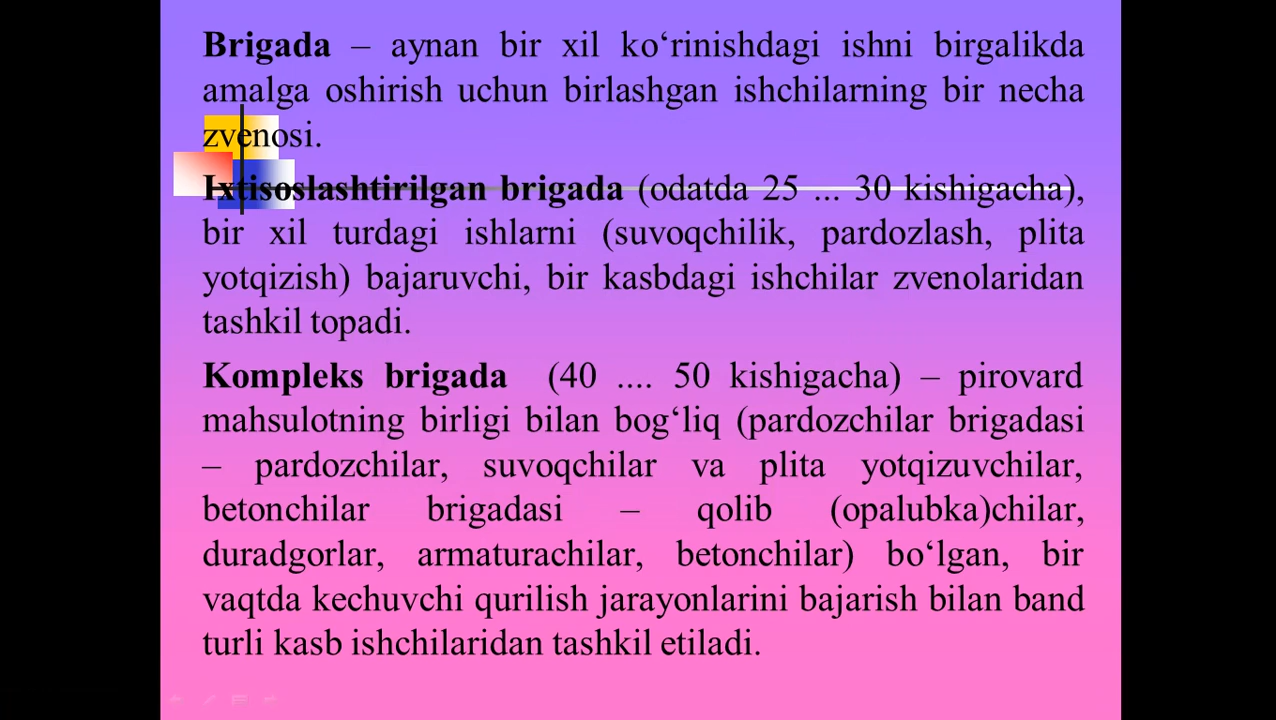 Brigada – aynan bir xil ko‘rinishdagi ishni birgalikda
amalga oshirish uchun birlashgan ishchilarning bir necha
zvenosi.
Ixtisoslashtirilgan brigada (odatda 25 ... 30 kishigacha),
bir xil turdagi ishlarni (suvoqchilik, pardozlash, plita
yotqizish) bajaruvchi, bir kasbdagi ishchilar zvenolaridan
tashkil topadi.
Kompleks brigada (40 .... 50 kishigacha) – pirovard
mahsulotning birligi bilan bog‘liq (pardozchilar brigadasi
– pardozchilar, suvoqchilar va plita yotqizuvchilar,
betonchilar brigadasi – qolib (opalubka)chilar,
duradgorlar, armaturachilar, betonchilar) bo‘lgan, bir
vaqtda kechuvchi qurilish jarayonlarini bajarish bilan band
turli kasb ishchilaridan tashkil etiladi.